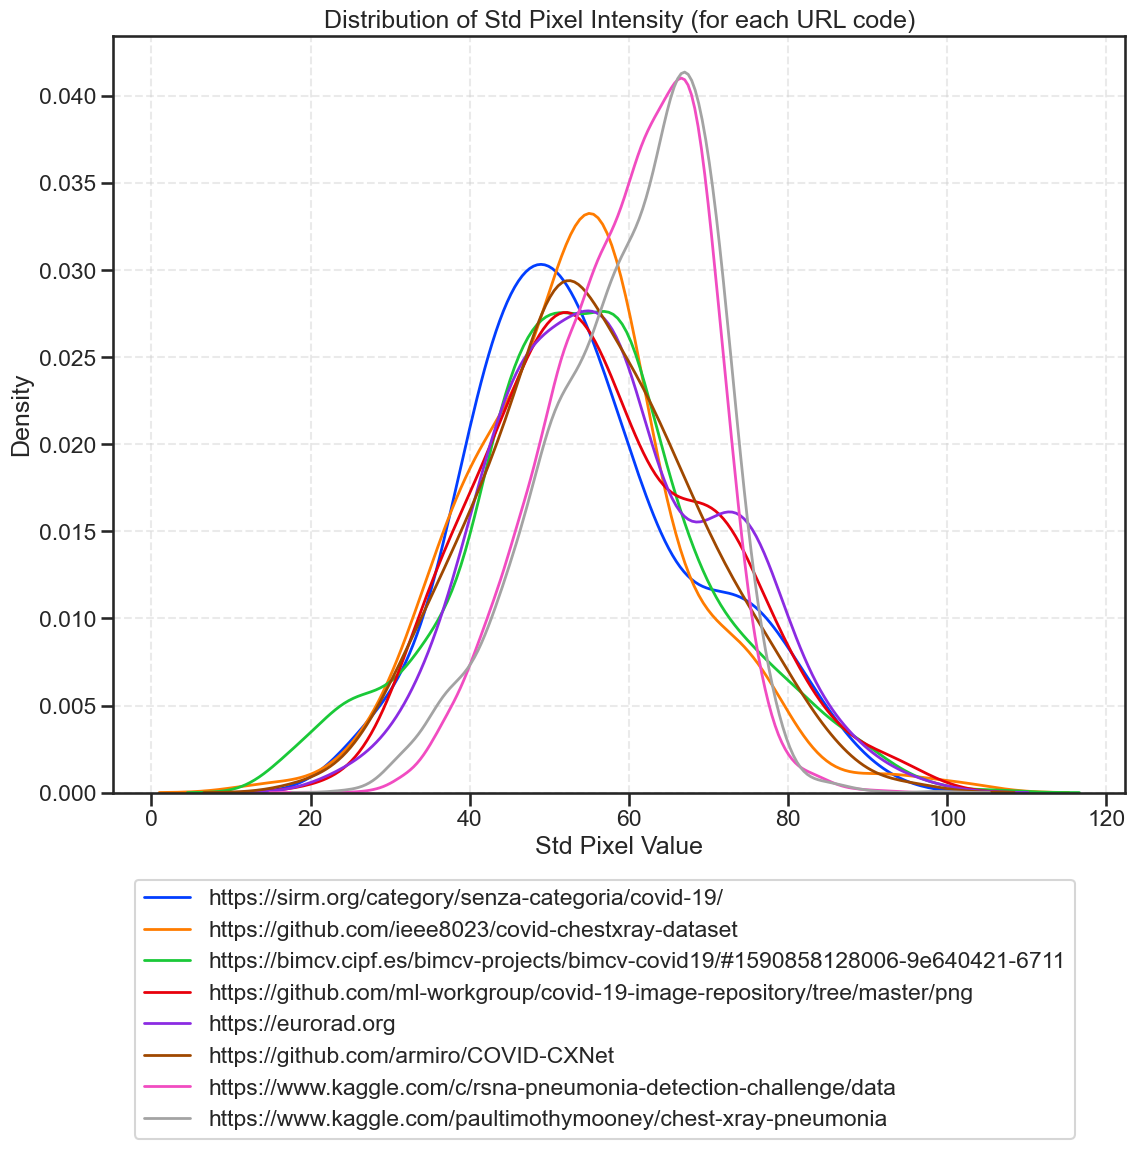 Distribution of Std Pixel Intensity (for each URL code)
0.040
0.035
0.030
0.025
0.020
0.015
0.010
0.005
0.000
Density
0 20 40 60 80 100 120
Std Pixel Value
https://sirm.org/category/senza-categoria/covid-19/
https://github.com/ieee8023/covid-chestxray-dataset
https://bimcv.cipf.es/bimcv-projects/bimcv-covid19/#1590858128006-9e640421-6711
https://github.com/ml-workgroup/covid-19-image-repository/tree/master/png
https://eurorad.org
https://github.com/armiro/COVID-CXNet
https://www.kaggle.com/c/rsna-pneumonia-detection-challenge/data
https://www.kaggle.com/paultimothymooney/chest-xray-pneumonia